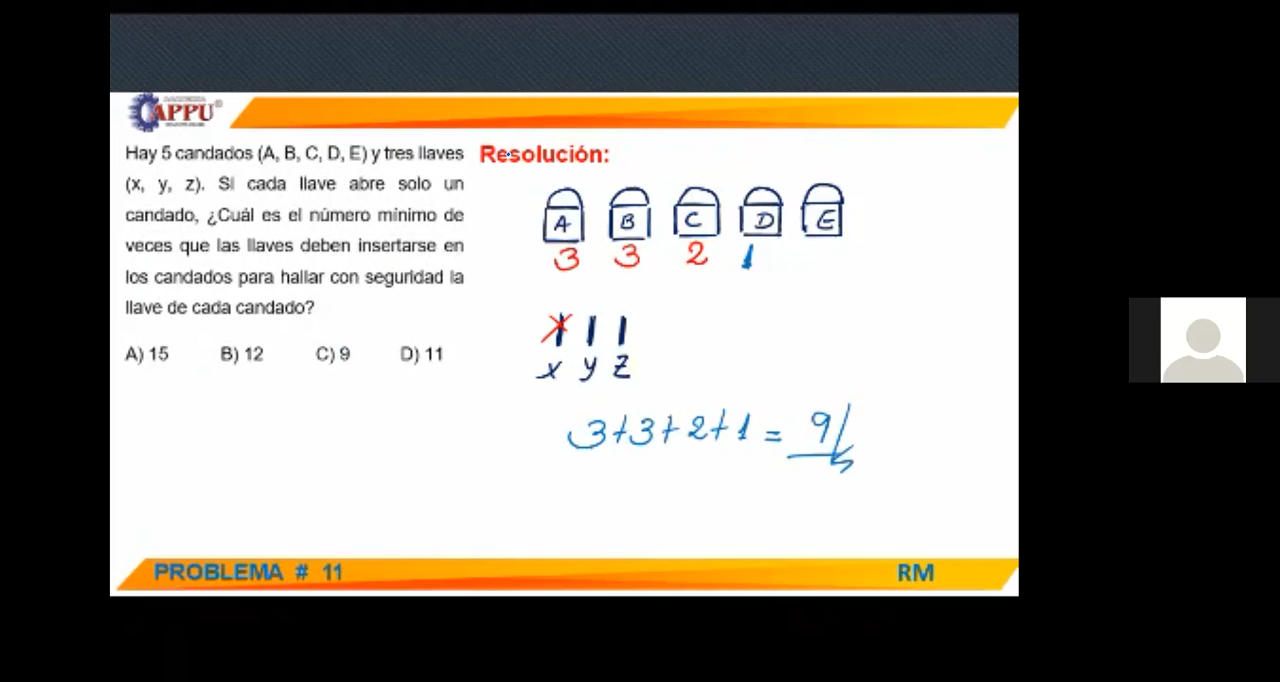 APPU
Hay 5 candados (A, B, C, D, E) y tres llaves
(x, y, z). Si cada llave abre solo un
candado, ¿Cuál es el número mínimo de
veces que las llaves deben insertarse en
los candados para hallar con seguridad la
llave de cada candado?
A) 15 B) 12 C) 9 D) 11
Resolución:
A B C D E
3 3 2 1
x y z
3+3+2+1 = 9
PROBLEMA # 11
RM